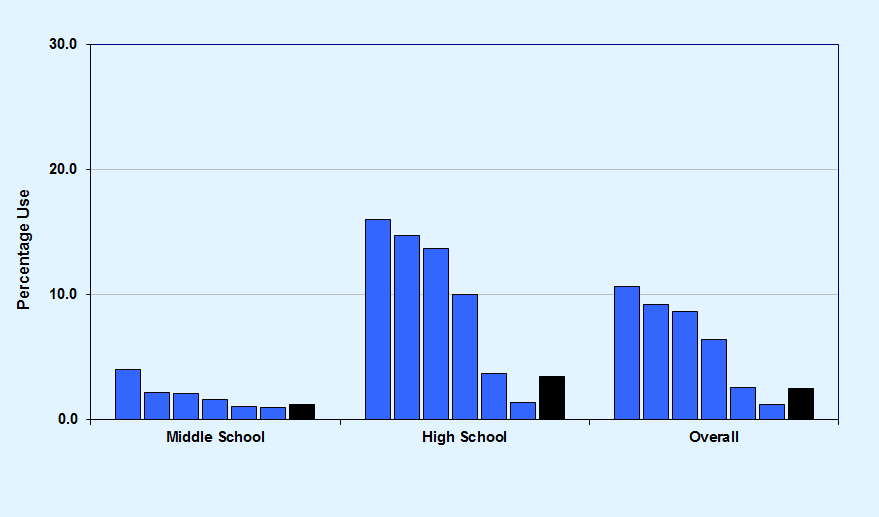 30.0
20.0
10.0
0.0
Percentage Use
Middle School
High School
Overall